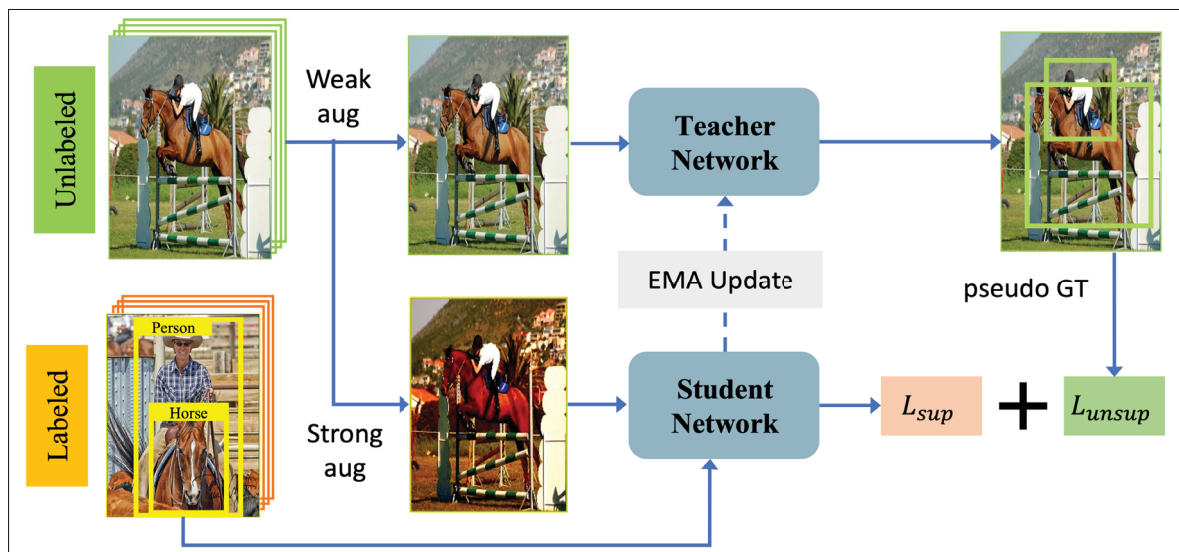 Unlabeled
Weak
aug
Teacher
Network
EMA Update
pseudo GT
Labeled
Person
Horse
Strong
aug
Student
Network
L_sup
+
L_unsup